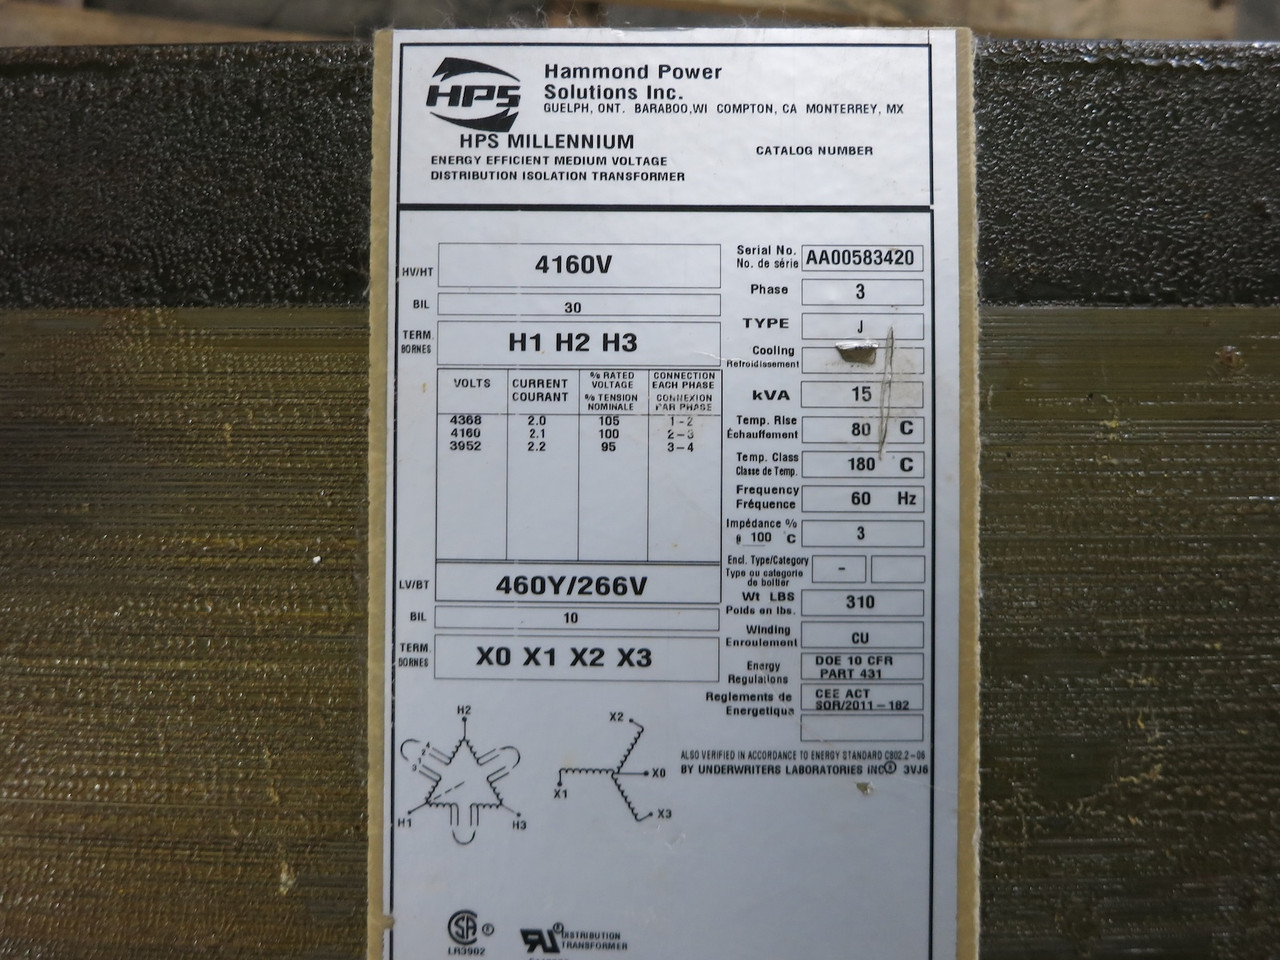 HPS
Hammond Power
Solutions Inc.
GUELPH, ONT. BARABOO,WI COMPTON, CA MONTERREY, MX
HPS MILLENNIUM
ENERGY EFFICIENT MEDIUM VOLTAGE
DISTRIBUTION ISOLATION TRANSFORMER
CATALOG NUMBER
HV/HT 4160V
BIL 30
TERM.
BORNES
H1 H2 H3
VOLTS
CURRENT
COURANT
% RATED
VOLTAGE
% TENSION
NOMINALE
CONNECTION
EACH PHASE
CONNEXION
PAR PHASE
4368 2.0 105 1-2
4160 2.1 100 2-3
3952 2.2 95 3-4
LV/BT 460Y/266V
BIL 10
TERM.
BORNES
X0 X1 X2 X3
Serial No.
No. de série
AA00583420
Phase 3
TYPE J
Cooling
Refroidissement
kVA 15
Temp. Rise
Échauffement
80 C
Temp. Class
Classe de Temp.
180 C
Frequency
Fréquence
60 Hz
Impédance %
@ 100 C
3
Encl. Type/Category
Type ou categorie
de boitier
-
Wt LBS
Poids en lbs.
310
Winding
Enroulement
CU
Energy
Regulations
DOE 10 CFR
PART 431
Reglements de
Energetique
CEE ACT
SOR/2011-182
ALSO VERIFIED IN ACCORDANCE TO ENERGY STANDARD C802.2-06
BY UNDERWRITERS LABORATORIES INC. 3VJ6
H2
1 2 3 4
H1
H3
X2
X0
X1
X3
LR3902
DISTRIBUTION
TRANSFORMER